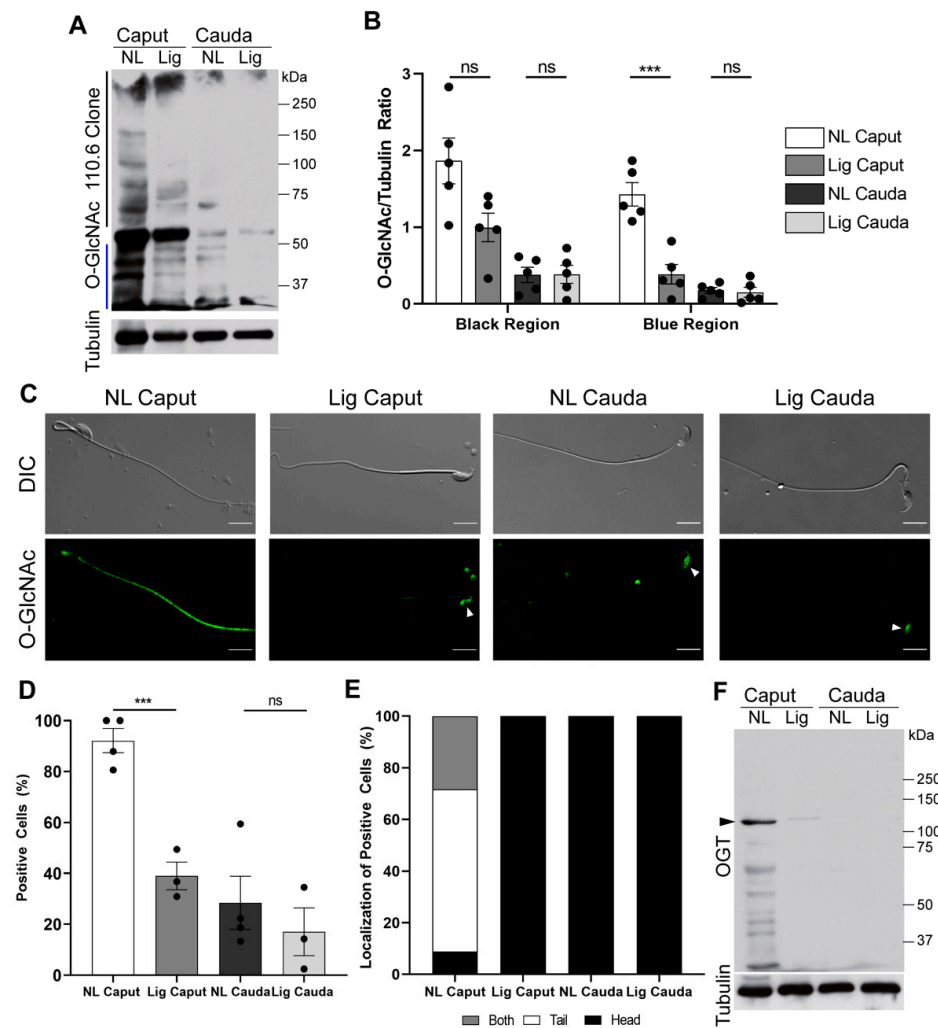 A
Caput Cauda
NL Lig NL Lig
kDa
250
150
100
75
50
37
O-GlcNAc 110.6 Clone
Tubulin
B
O-GlcNAc/Tubulin Ratio
3
2
1
0
ns ns *** ns
Black Region Blue Region
NL Caput
Lig Caput
NL Cauda
Lig Cauda
C
NL Caput Lig Caput NL Cauda Lig Cauda
DIC
O-GlcNAc
D
Positive Cells (%)
100
80
60
40
20
0
*** ns
NL Caput Lig Caput NL Cauda Lig Cauda
E
Localization of Positive Cells (%)
100
80
60
40
20
0
NL Caput Lig Caput NL Cauda Lig Cauda
Both Tail Head
F
Caput Cauda
NL Lig NL Lig
kDa
250
150
100
75
50
37
OGT
Tubulin